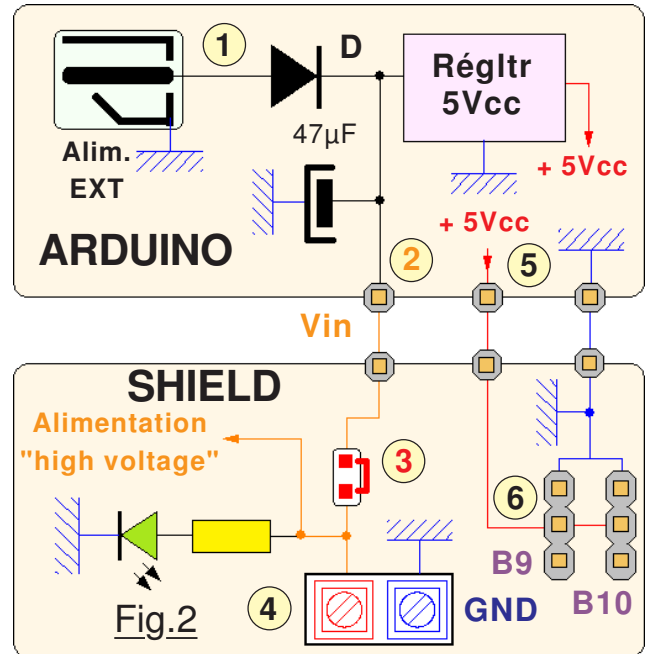 1
D
Régltr
5Vcc
47µF
Alim.
EXT
+ 5Vcc
+ 5Vcc
ARDUINO
2
5
Vin
SHIELD
Alimentation
"high voltage"
3
6
B9
B10
4
GND
Fig.2